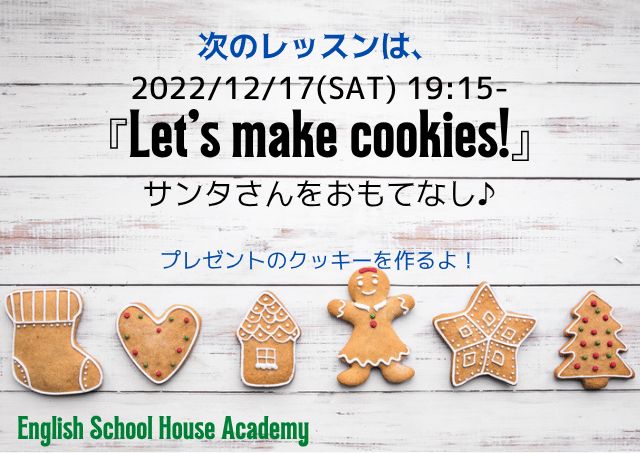 次のレッスンは、
2022/12/17(SAT) 19:15-
『Let's make cookies!』
サンタさんをおもてなし♪
プレゼントのクッキーを作るよ！
English School House Academy